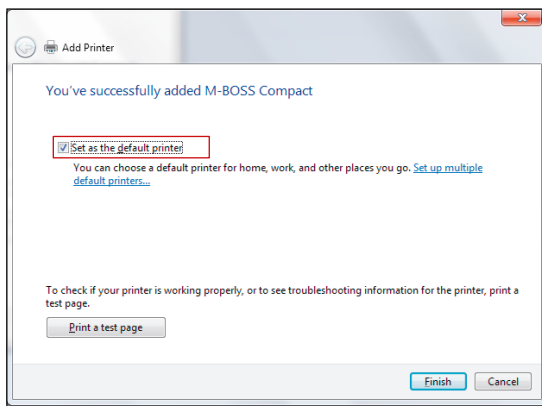 Add Printer
You've successfully added M-BOSS Compact
Set as the default printer
You can choose a default printer for home, work, and other places you go. Set up multiple
default printers...
To check if your printer is working properly, or to see troubleshooting information for the printer, print a
test page.
Print a test page
Finish Cancel